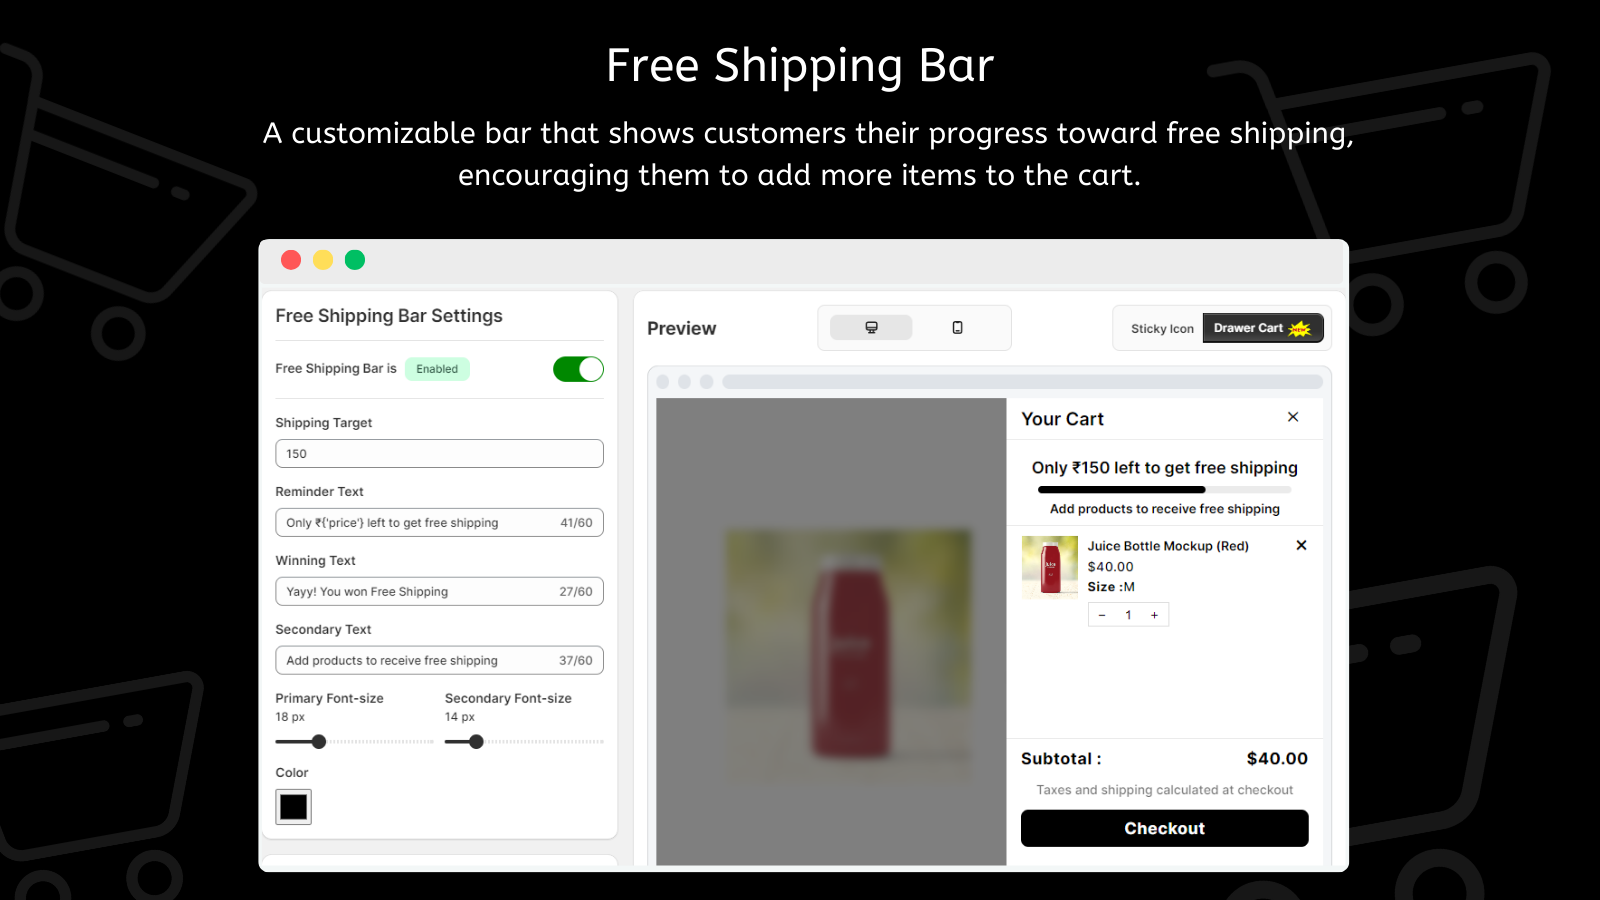 Free Shipping Bar
A customizable bar that shows customers their progress toward free shipping,
encouraging them to add more items to the cart.
Free Shipping Bar Settings
Free Shipping Bar is Enabled
Shipping Target
150
Reminder Text
Only ₹{'price'} left to get free shipping 41/60
Winning Text
Yayy! You won Free Shipping 27/60
Secondary Text
Add products to receive free shipping 37/60
Primary Font-size Secondary Font-size
18 px 14 px
Color
Preview
Sticky Icon Drawer Cart NEW
Your Cart
Only ₹150 left to get free shipping
Add products to receive free shipping
Juice Bottle Mockup (Red)
$40.00
Size :M
− 1 +
Subtotal : $40.00
Taxes and shipping calculated at checkout
Checkout